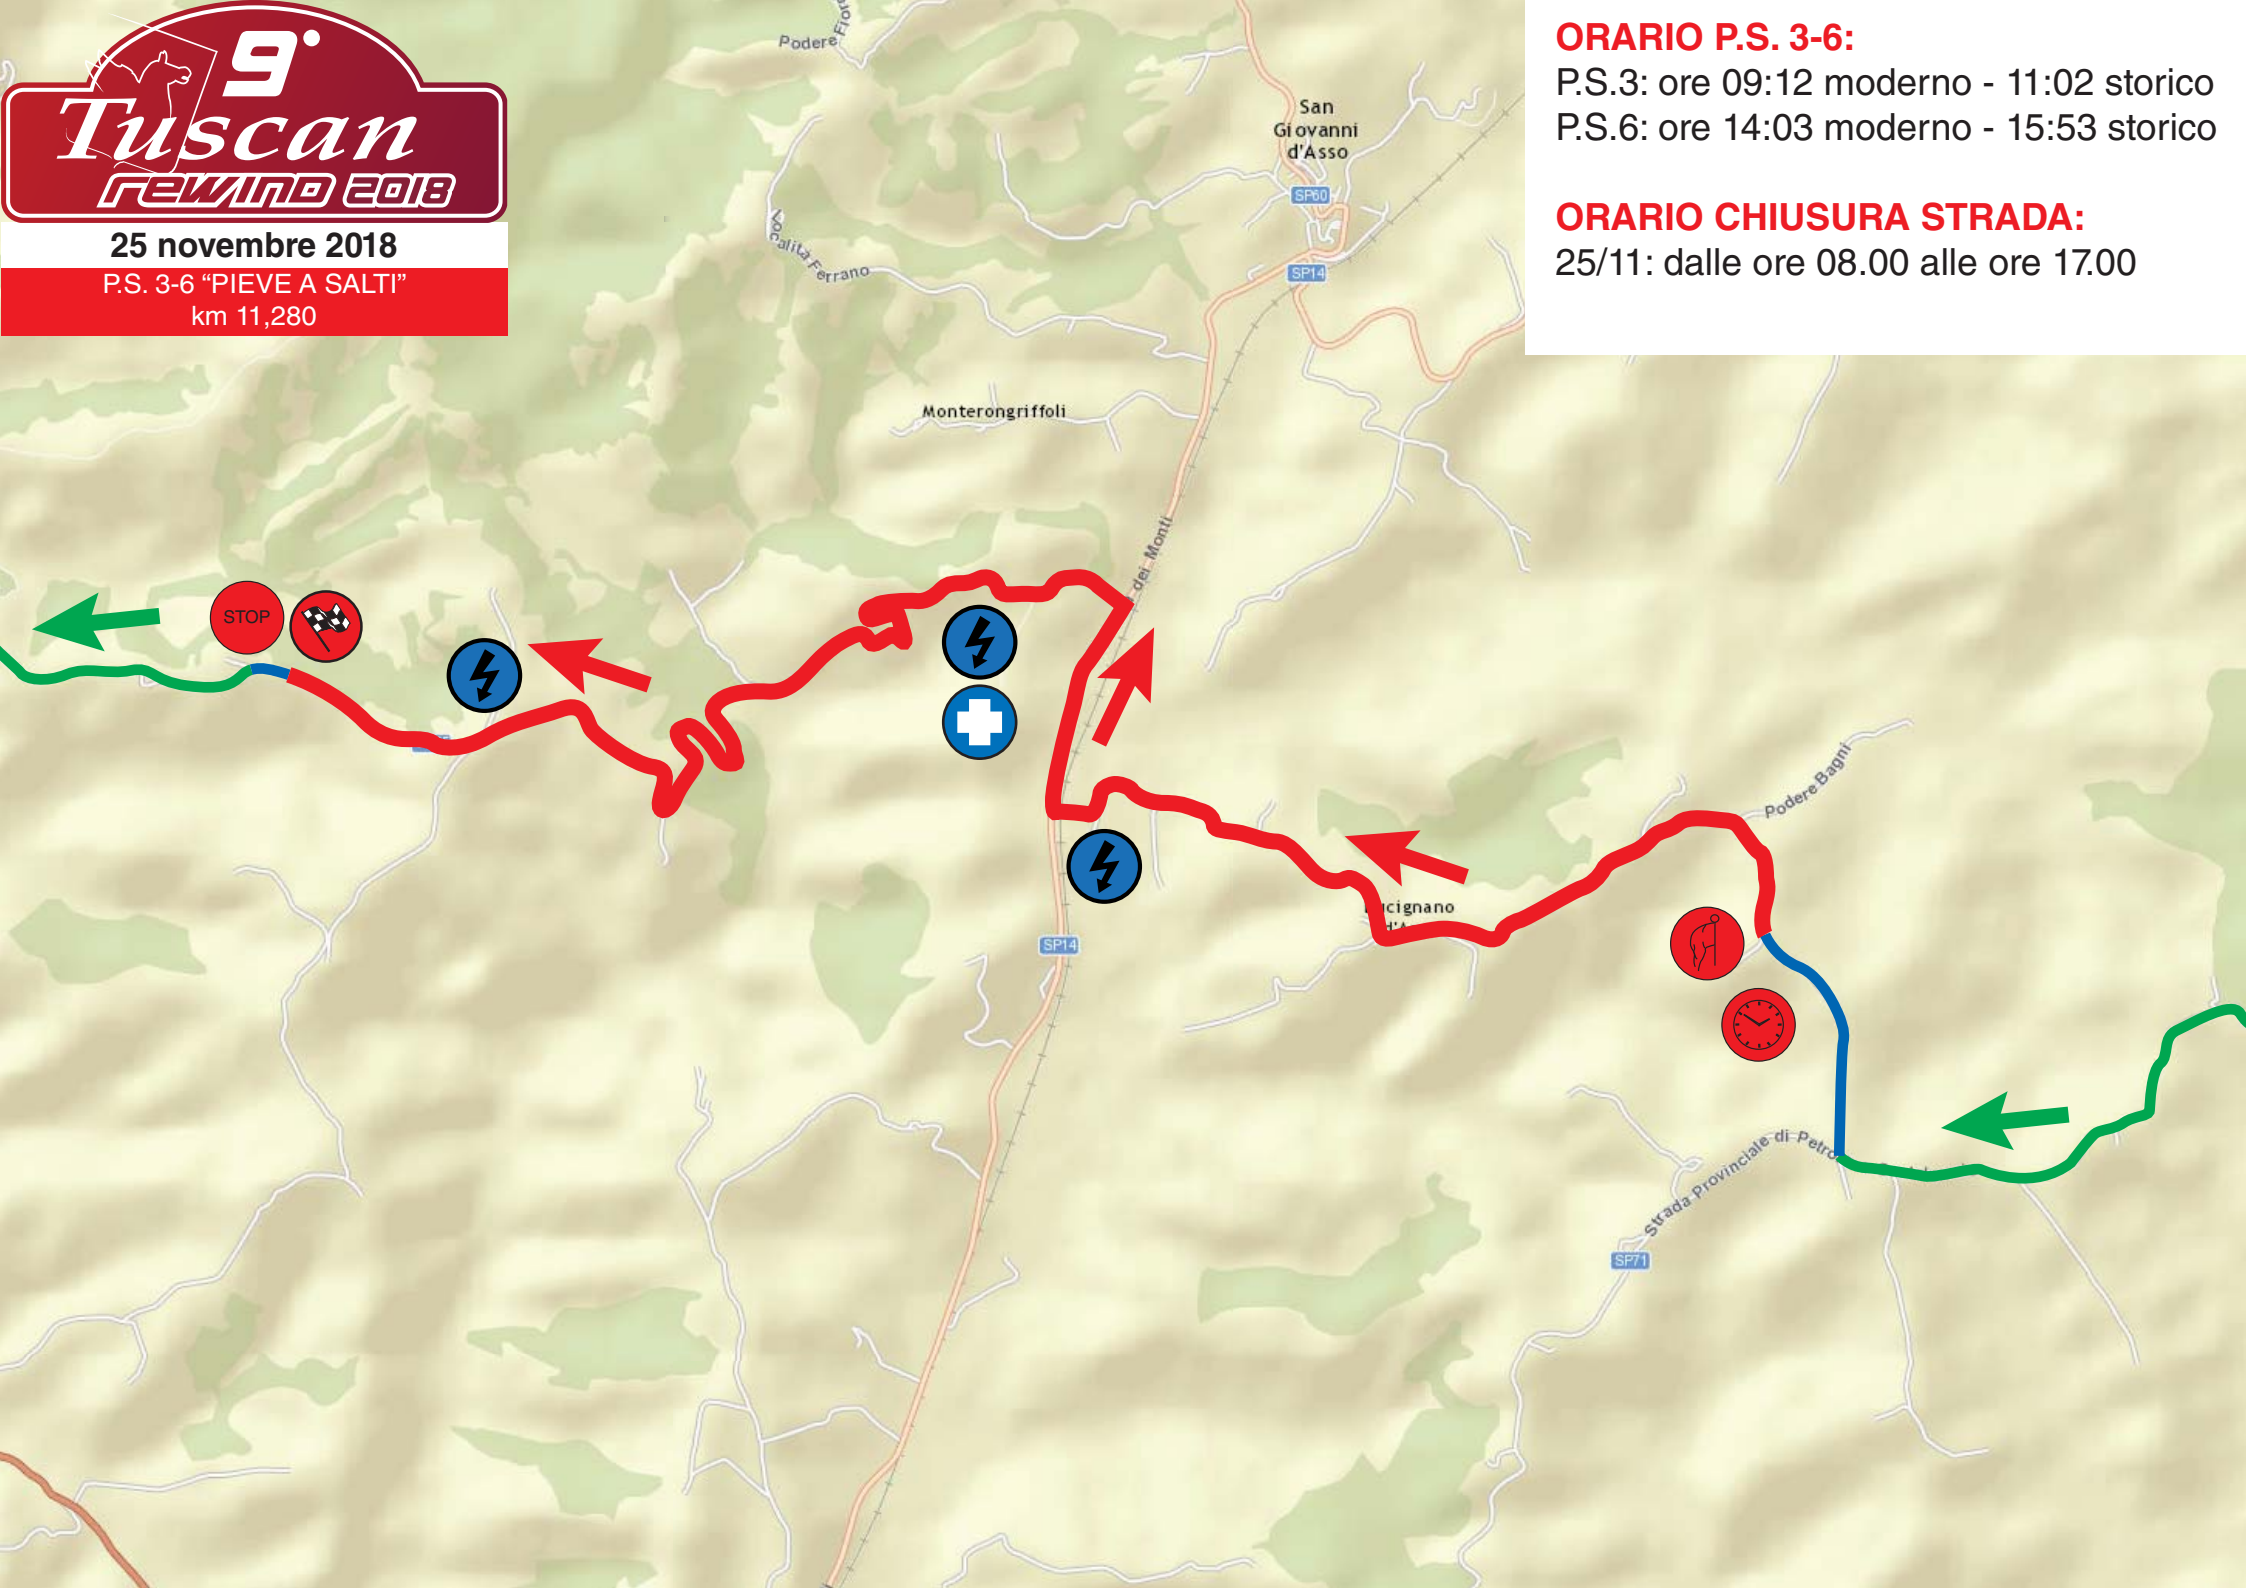 9°
Tuscan
REWIND 2018
25 novembre 2018
P.S. 3-6 “PIEVE A SALTI”
km 11,280
ORARIO P.S. 3-6:
P.S.3: ore 09:12 moderno - 11:02 storico
P.S.6: ore 14:03 moderno - 15:53 storico
ORARIO CHIUSURA STRADA:
25/11: dalle ore 08.00 alle ore 17.00
Podere
San
Giovanni
d'Asso
SP60
SP14
Località Ferrano
Monterongriffoli
dei Monti
STOP
Podere Bagni
SP14
Strada Provinciale di Petro
SP71